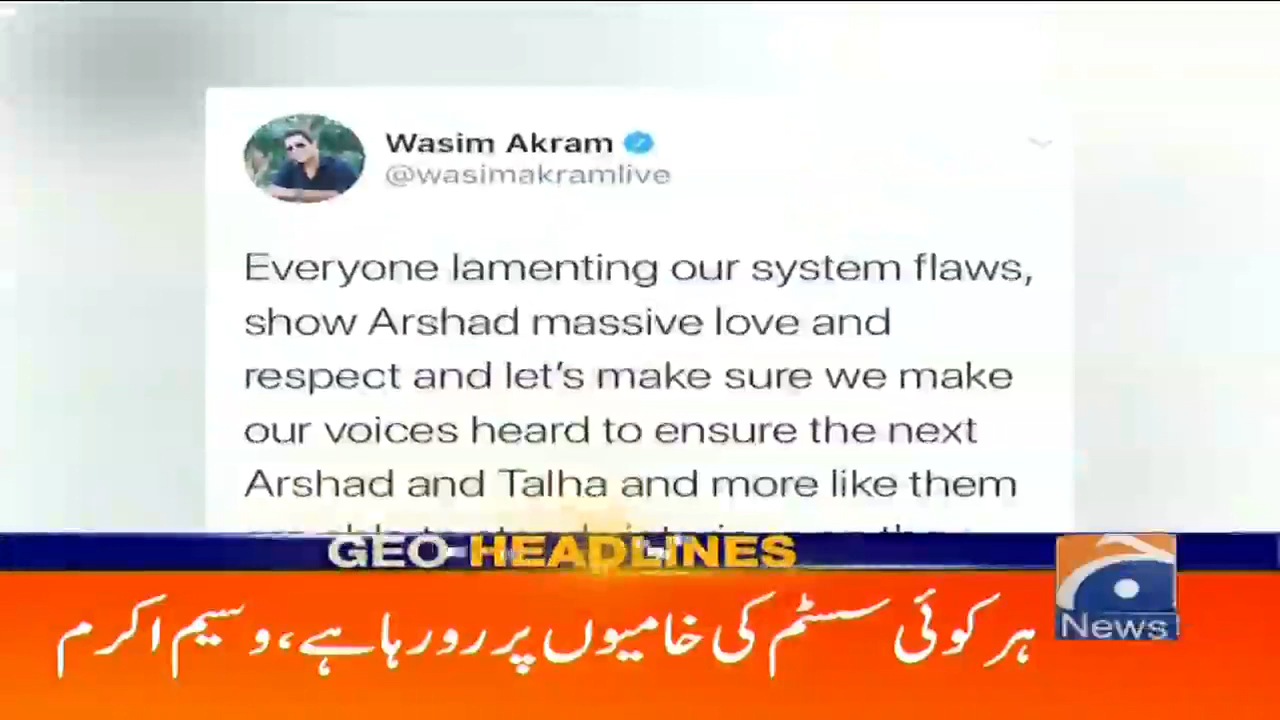 Wasim Akram
@wasimakramlive
Everyone lamenting our system flaws,
show Arshad massive love and
respect and let's make sure we make
our voices heard to ensure the next
Arshad and Talha and more like them
GEO HEADLINES
News
ہر کوئی سسٹم کی خامیوں پر رو رہا ہے، وسیم اکرم